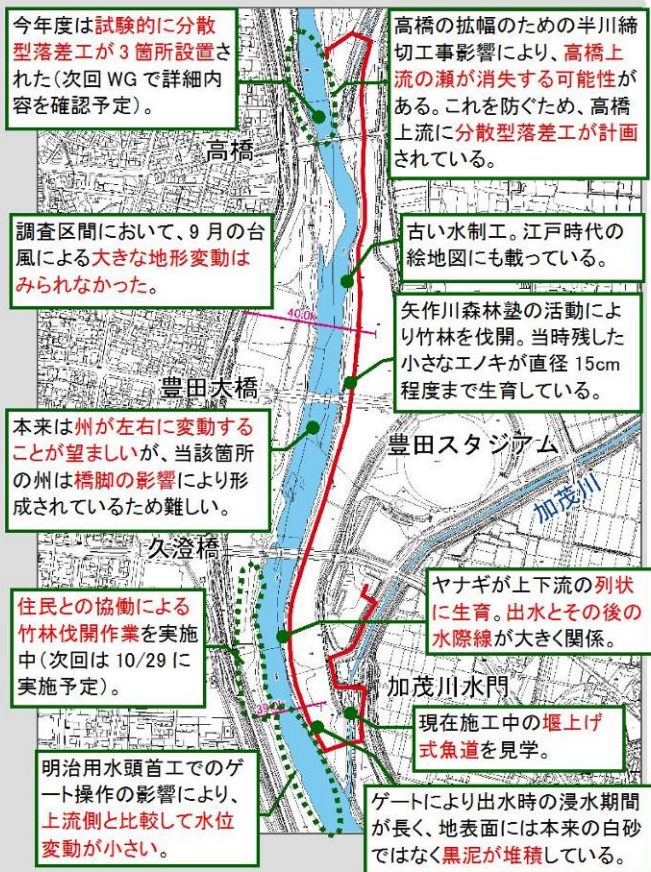 今年度は試験的に分散
型落差工が3箇所設置さ
れた(次回WGで詳細内
容を確認予定)。
高橋の拡幅のための半川締
切工事影響により、高橋上
流の瀬が消失する可能性が
ある。これを防ぐため、高橋
上流に分散型落差工が計画
されている。
高橋
調査区間において、9月の台
風による大きな地形変動は
みられなかった。
古い水制工。江戸時代の
絵地図にも載っている。
40.0k
矢作川森林塾の活動によ
り竹林を伐開。当時残した
小さなエノキが直径15cm
程度まで生育している。
豊田大橋
本来は州が左右に変動する
ことが望ましいが、当該箇所
の州は橋脚の影響により形
成されているため難しい。
豊田スタジアム
加茂川
久澄橋
住民との協働による
竹林伐開作業を実施
中(次回は10/29に
実施予定)。
ヤナギが上下流の列状
に生育。出水とその後の
水際線が大きく関係。
加茂川水門
現在施工中の堰上げ
式魚道を見学。
明治用水頭首工でのゲ
ート操作の影響により、
上流側と比較して水位
変動が小さい。
ゲートにより出水時の浸水期間
が長く、地表面には本来の白砂
ではなく黒泥が堆積している。